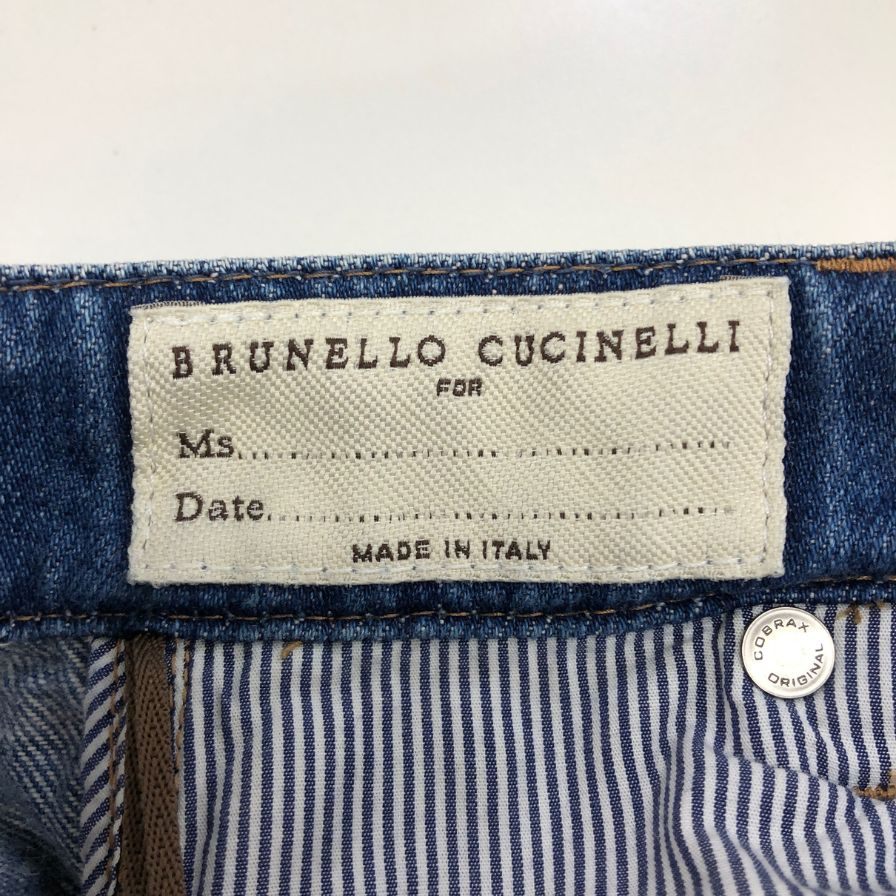 BRUNELLO CUCINELLI
FOR
Ms.......................................
Date.....................................
MADE IN ITALY
COBRAX
ORIGINAL